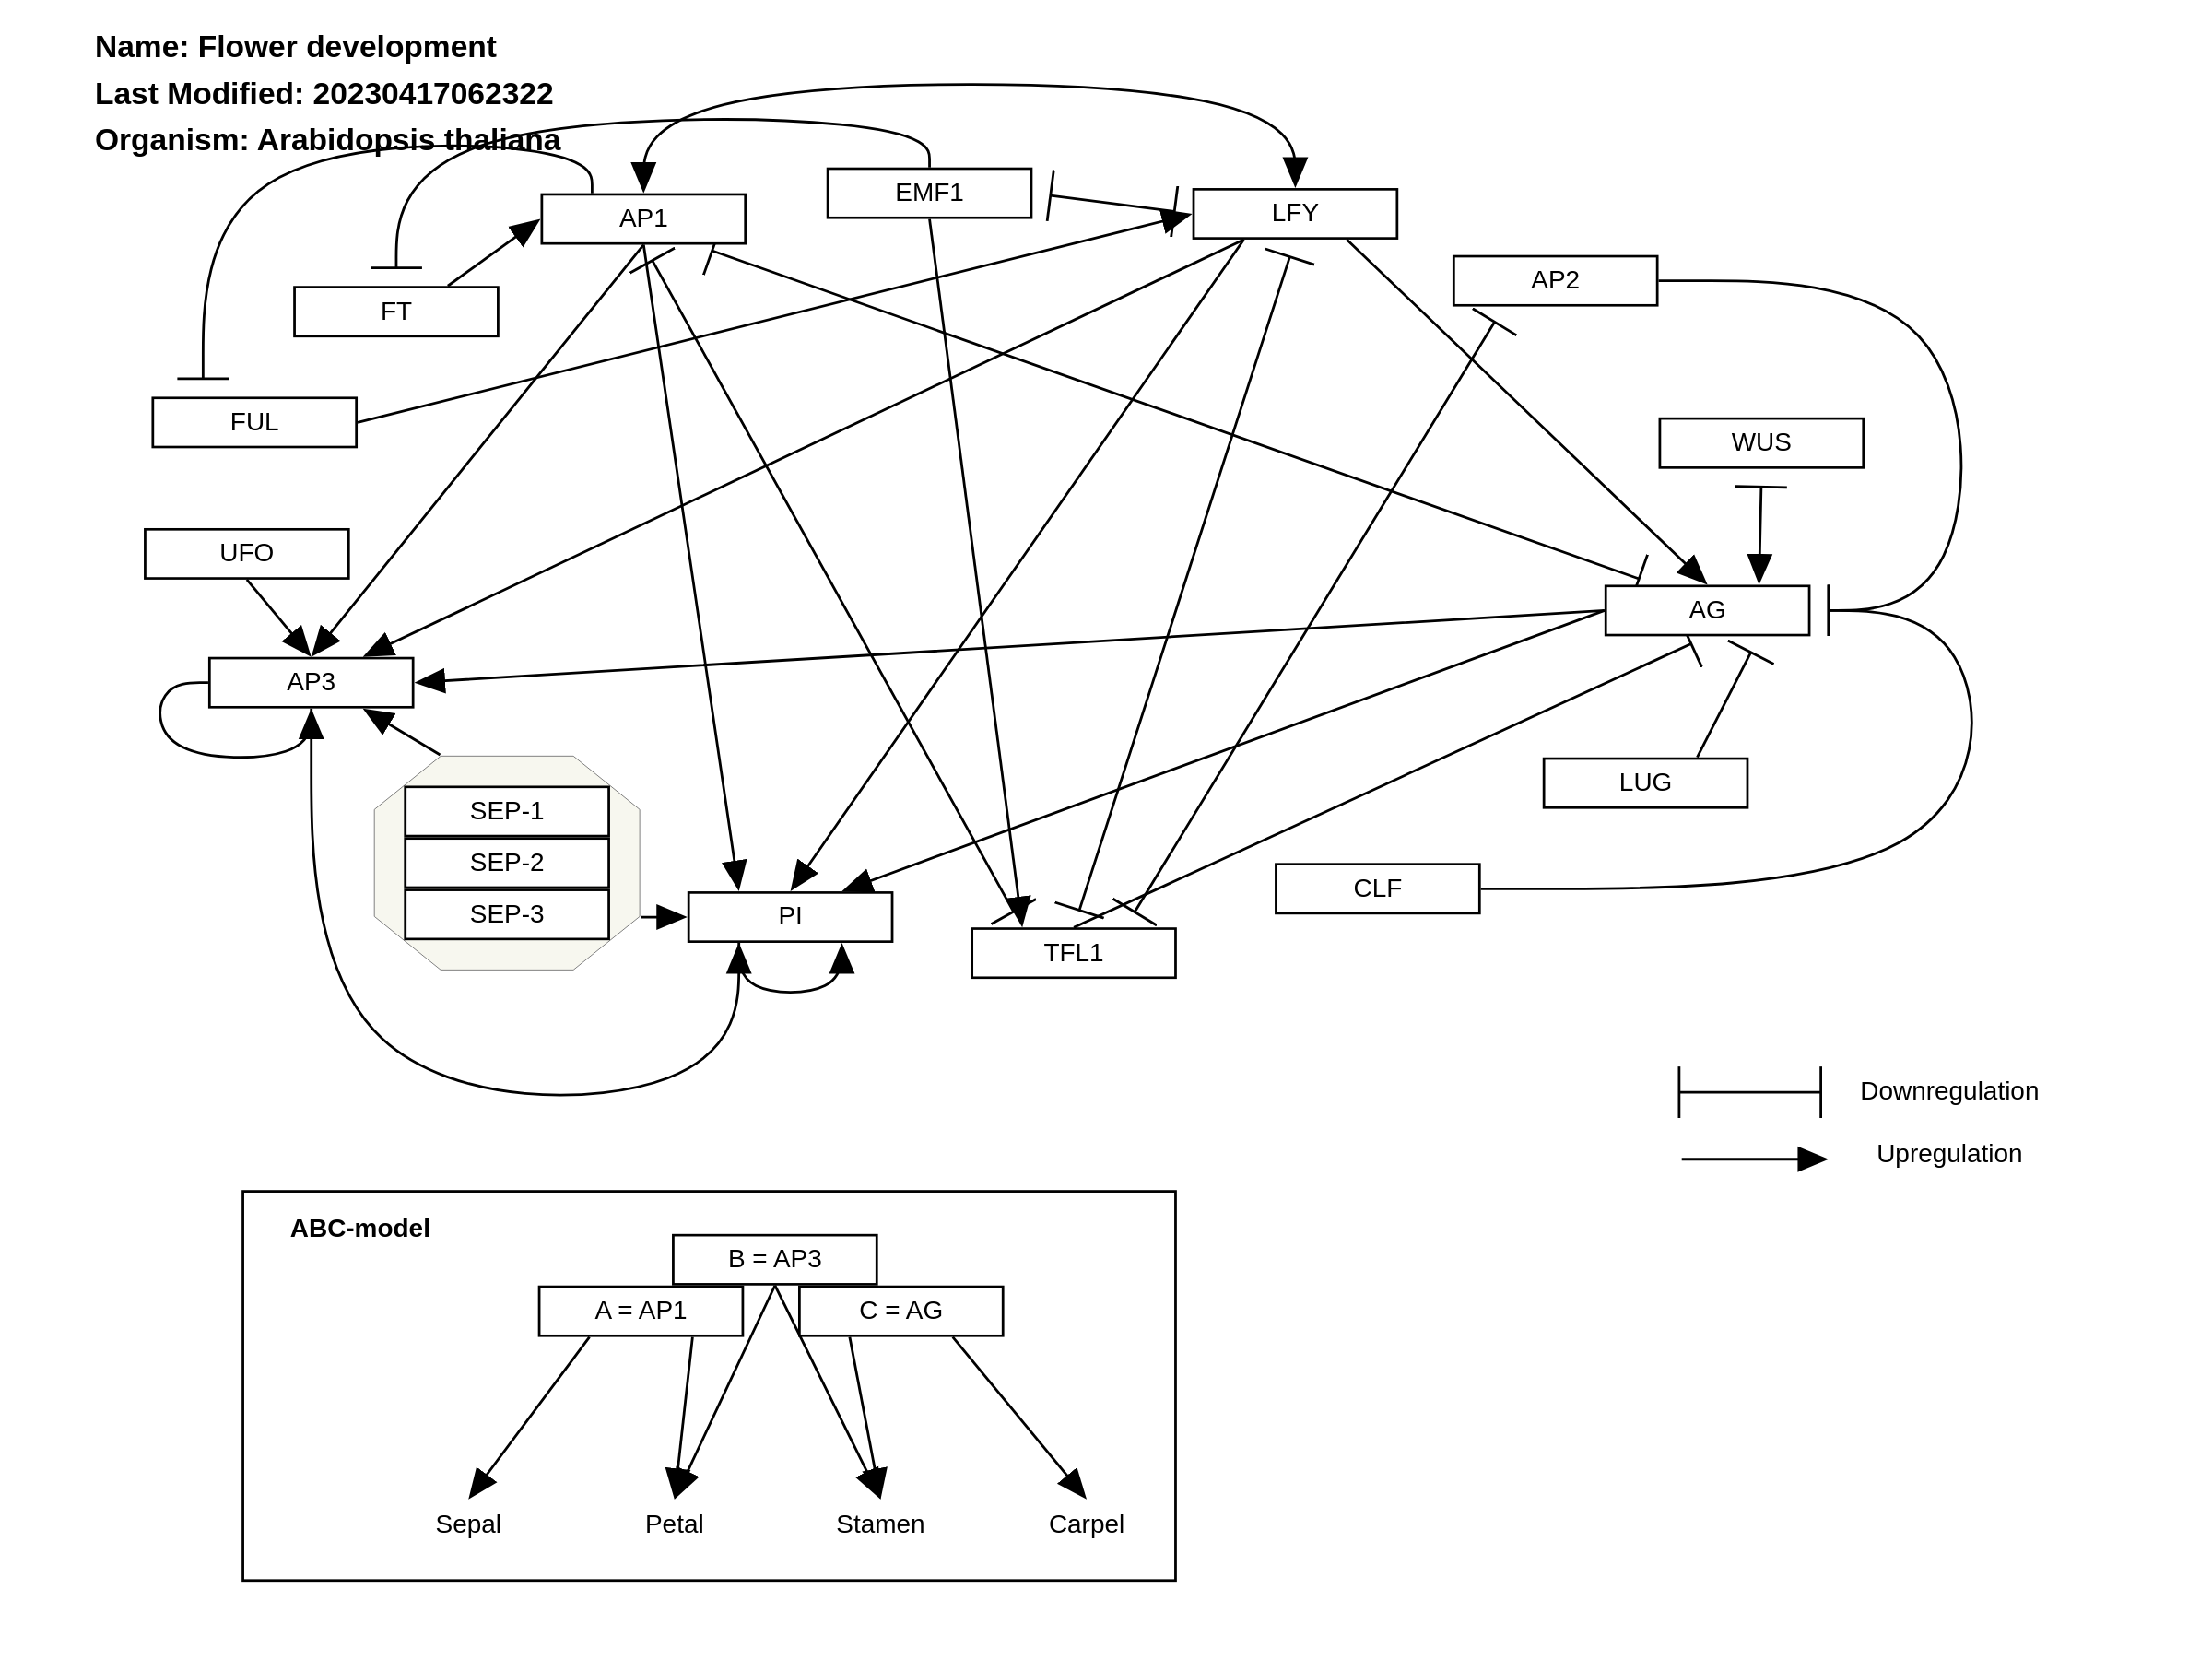 Name: Flower development
Last Modified: 20230417062322
Organism: Arabidopsis thaliana
EMF1
LFY
AP1
AP2
FT
FUL
WUS
UFO
AG
AP3
LUG
SEP-1
SEP-2
SEP-3
CLF
PI
TFL1
Downregulation
Upregulation
ABC-model
B = AP3
A = AP1
C = AG
Sepal
Petal
Stamen
Carpel